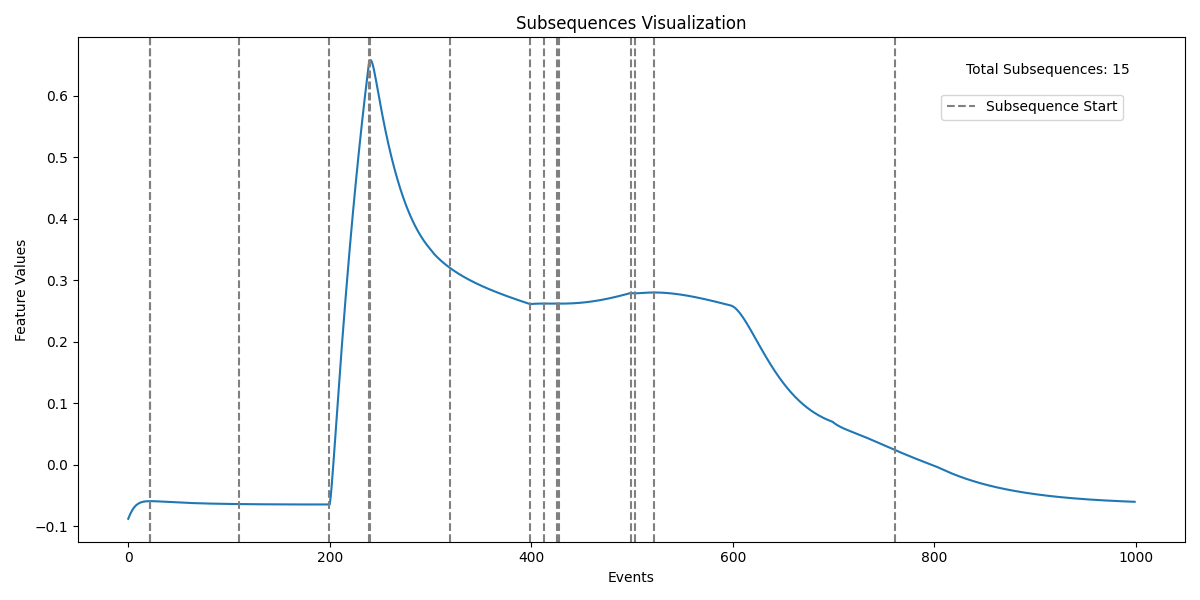 Subsequences Visualization
Total Subsequences: 15
Subsequence Start
Feature Values
0.6
0.5
0.4
0.3
0.2
0.1
0.0
−0.1
0 200 400 600 800 1000
Events